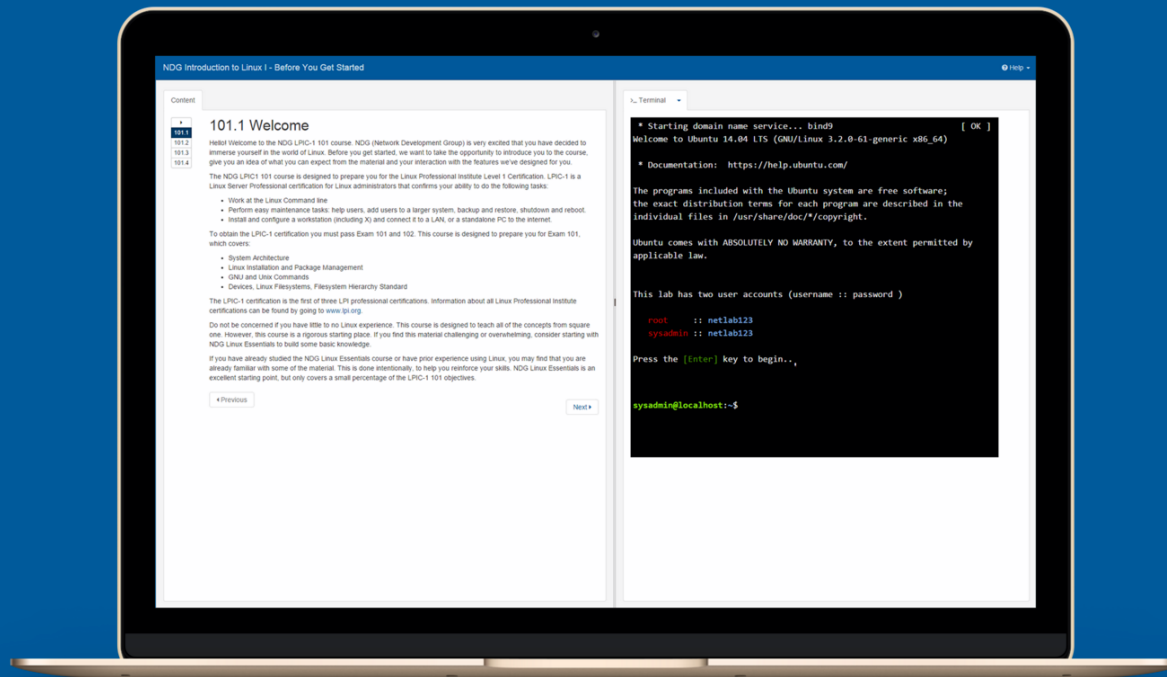 NDG Introduction to Linux I - Before You Get Started
Help
Content
101.1
101.2
101.3
101.4
101.1 Welcome
Hello! Welcome to the NDG LPIC-1 101 course. NDG (Network Development Group) is very excited that you have decided to
immerse yourself in the world of Linux. Before you get started, we want to take the opportunity to introduce you to the course,
give you an idea of what you can expect from the material and your interaction with the features we've designed for you.
The NDG LPIC1 101 course is designed to prepare you for the Linux Professional Institute Level 1 Certification. LPIC-1 is a
Linux Server Professional certification for Linux administrators that confirms your ability to do the following tasks:
• Work at the Linux Command line
• Perform easy maintenance tasks: help users, add users to a larger system, backup and restore, shutdown and reboot.
• Install and configure a workstation (including X) and connect it to a LAN, or a standalone PC to the Internet.
To obtain the LPIC-1 certification you must pass Exam 101 and 102. This course is designed to prepare you for Exam 101,
which covers:
• System Architecture
• Linux Installation and Package Management
• GNU and Unix Commands
• Devices, Linux Filesystems, Filesystem Hierarchy Standard
The LPIC-1 certification is the first of three LPI professional certifications. Information about all Linux Professional Institute
certifications can be found by going to www.lpi.org.
Do not be concerned if you have little to no Linux experience. This course is designed to teach all of the concepts from square
one. However, this course is a rigorous starting place. If you find this material challenging or overwhelming, consider starting with
NDG Linux Essentials to build some basic knowledge.
If you have already studied the NDG Linux Essentials course or have prior experience using Linux, you may find that you are
already familiar with some of the material. This is done intentionally, to help you reinforce your skills. NDG Linux Essentials is an
excellent starting point, but only covers a small percentage of the LPIC-1 101 objectives.
Previous
Next
>_ Terminal
* Starting domain name service... bind9 [ OK ]
Welcome to Ubuntu 14.04 LTS (GNU/Linux 3.2.0-61-generic x86_64)
* Documentation: https://help.ubuntu.com/
The programs included with the Ubuntu system are free software;
the exact distribution terms for each program are described in the
individual files in /usr/share/doc/*/copyright.
Ubuntu comes with ABSOLUTELY NO WARRANTY, to the extent permitted by
applicable law.
This lab has two user accounts (username :: password )
root :: netlab123
sysadmin :: netlab123
Press the [Enter] key to begin..,
sysadmin@localhost:~$